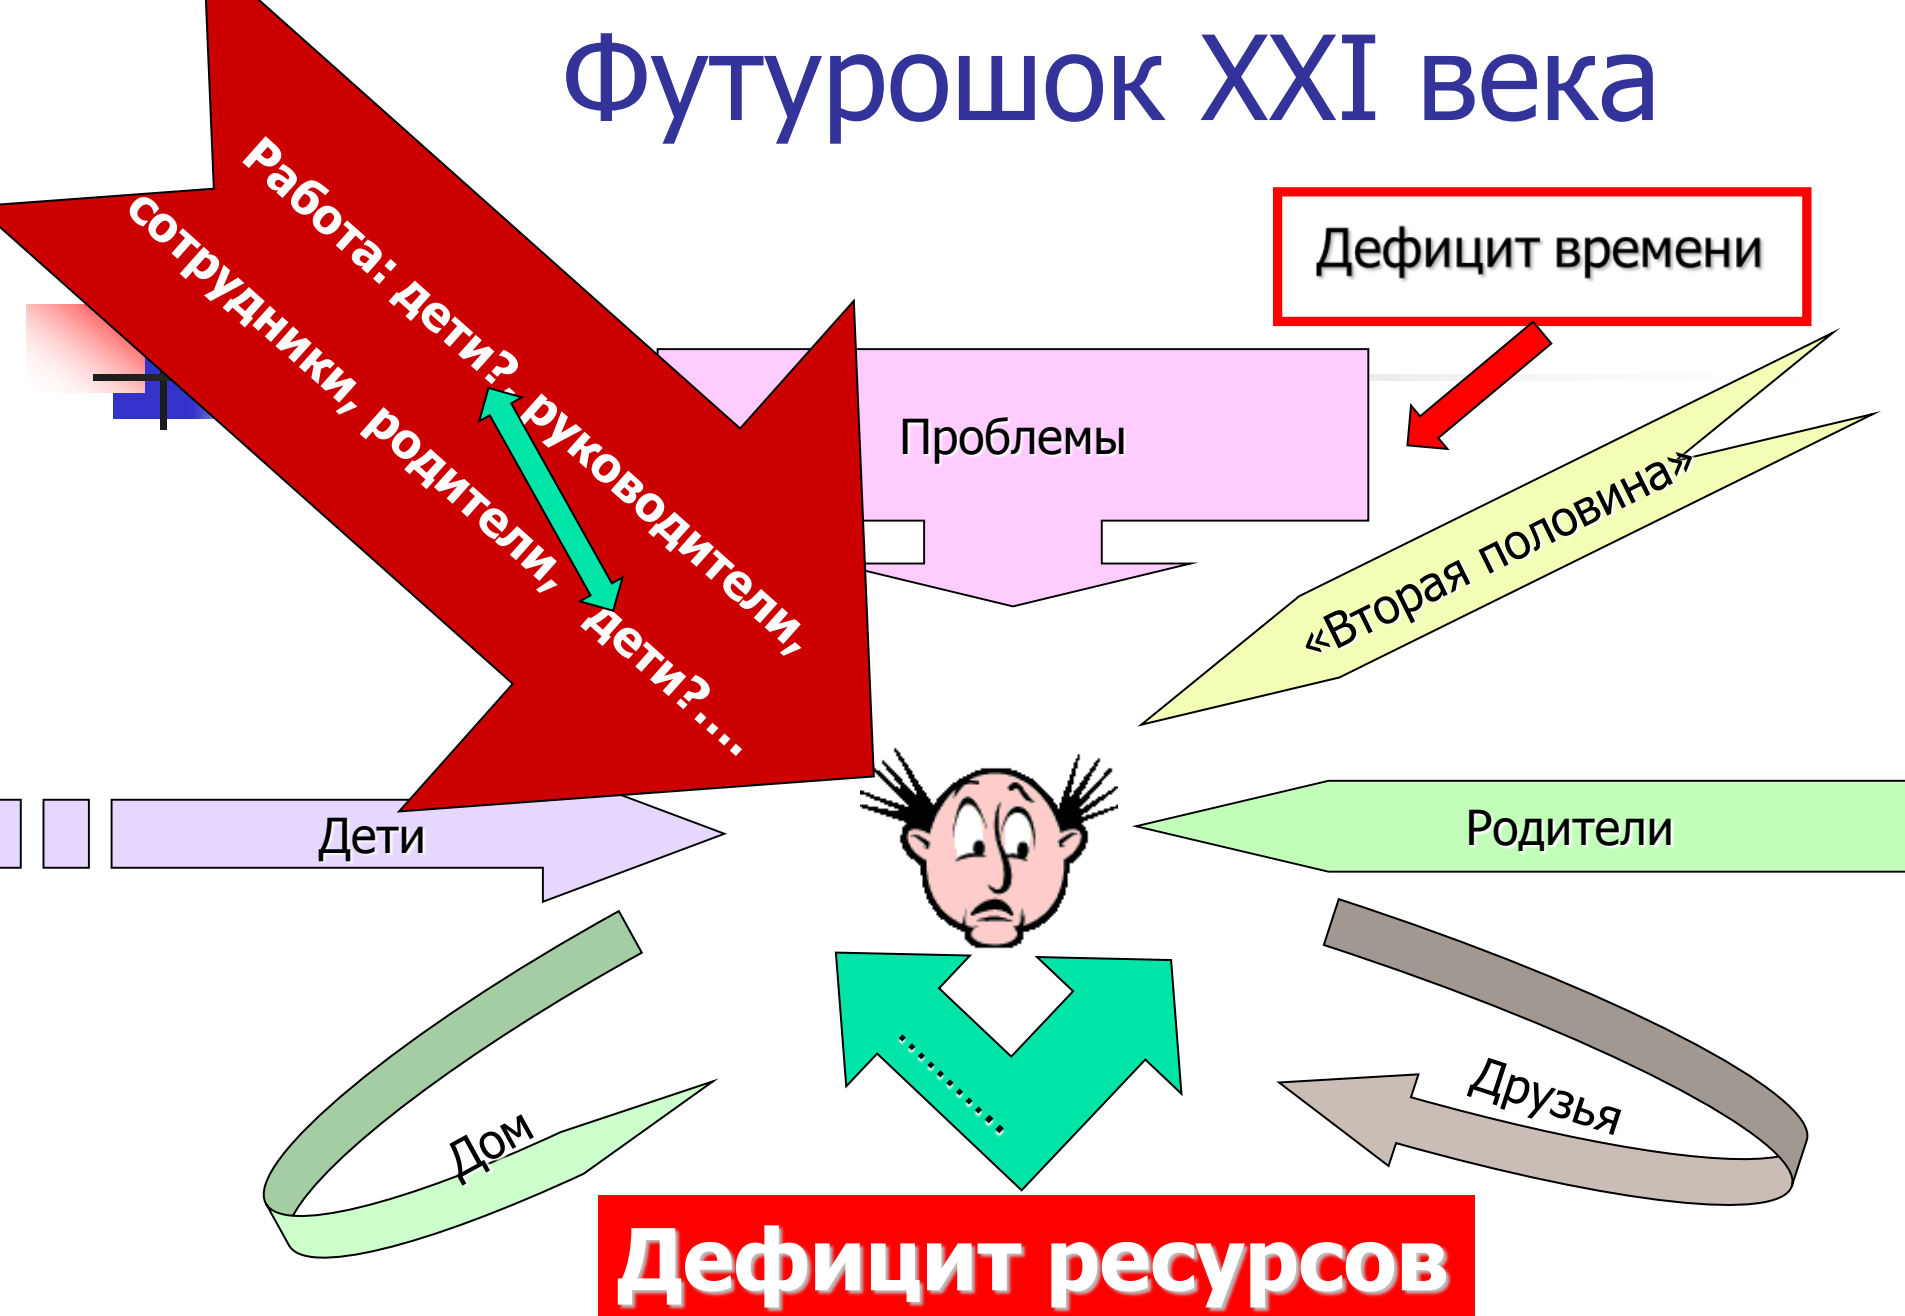 Футурошок XXI века
Работа: дети?, руководители,
сотрудники, родители, дети?....
Дефицит времени
Проблемы
«Вторая половина»
Дети
Родители
...........
Дом
Друзья
Дефицит ресурсов